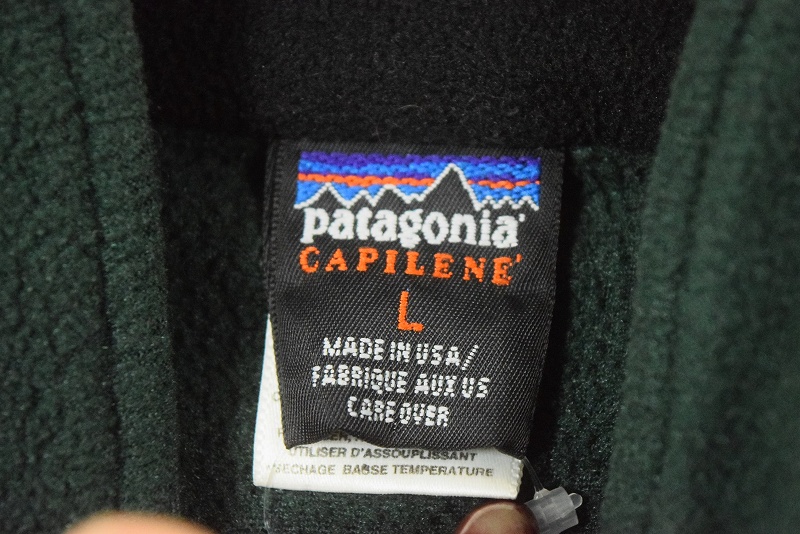 patagonia®
CAPILENE®
L
MADE IN USA/
FABRIQUE AUX US
CARE OVER
UTILISER D'ASSOUPLISSANT
SECHAGE BASSE TEMPERATURE